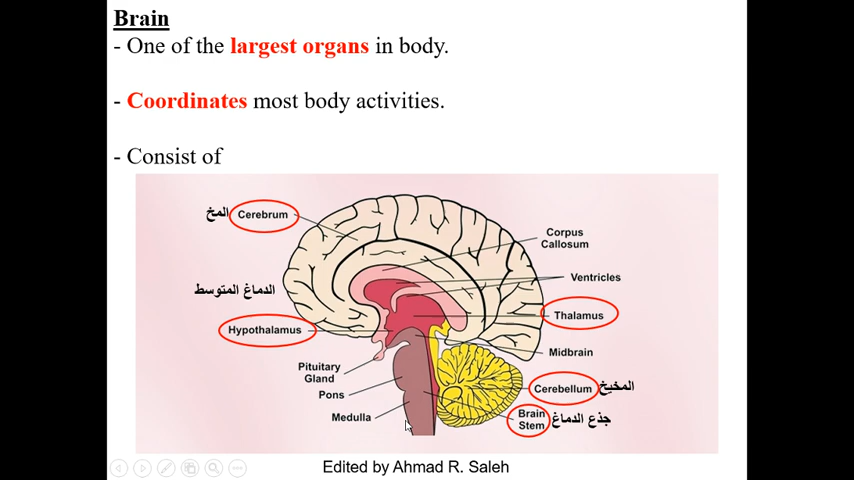 Brain
- One of the largest organs in body.
- Coordinates most body activities.
- Consist of
المخ Cerebrum
Corpus
Callosum
Ventricles
الدماغ المتوسط
Thalamus
Hypothalamus
Midbrain
Pituitary
Gland
Cerebellum المخيخ
Pons
Brain
Stem جذع الدماغ
Medulla
Edited by Ahmad R. Saleh